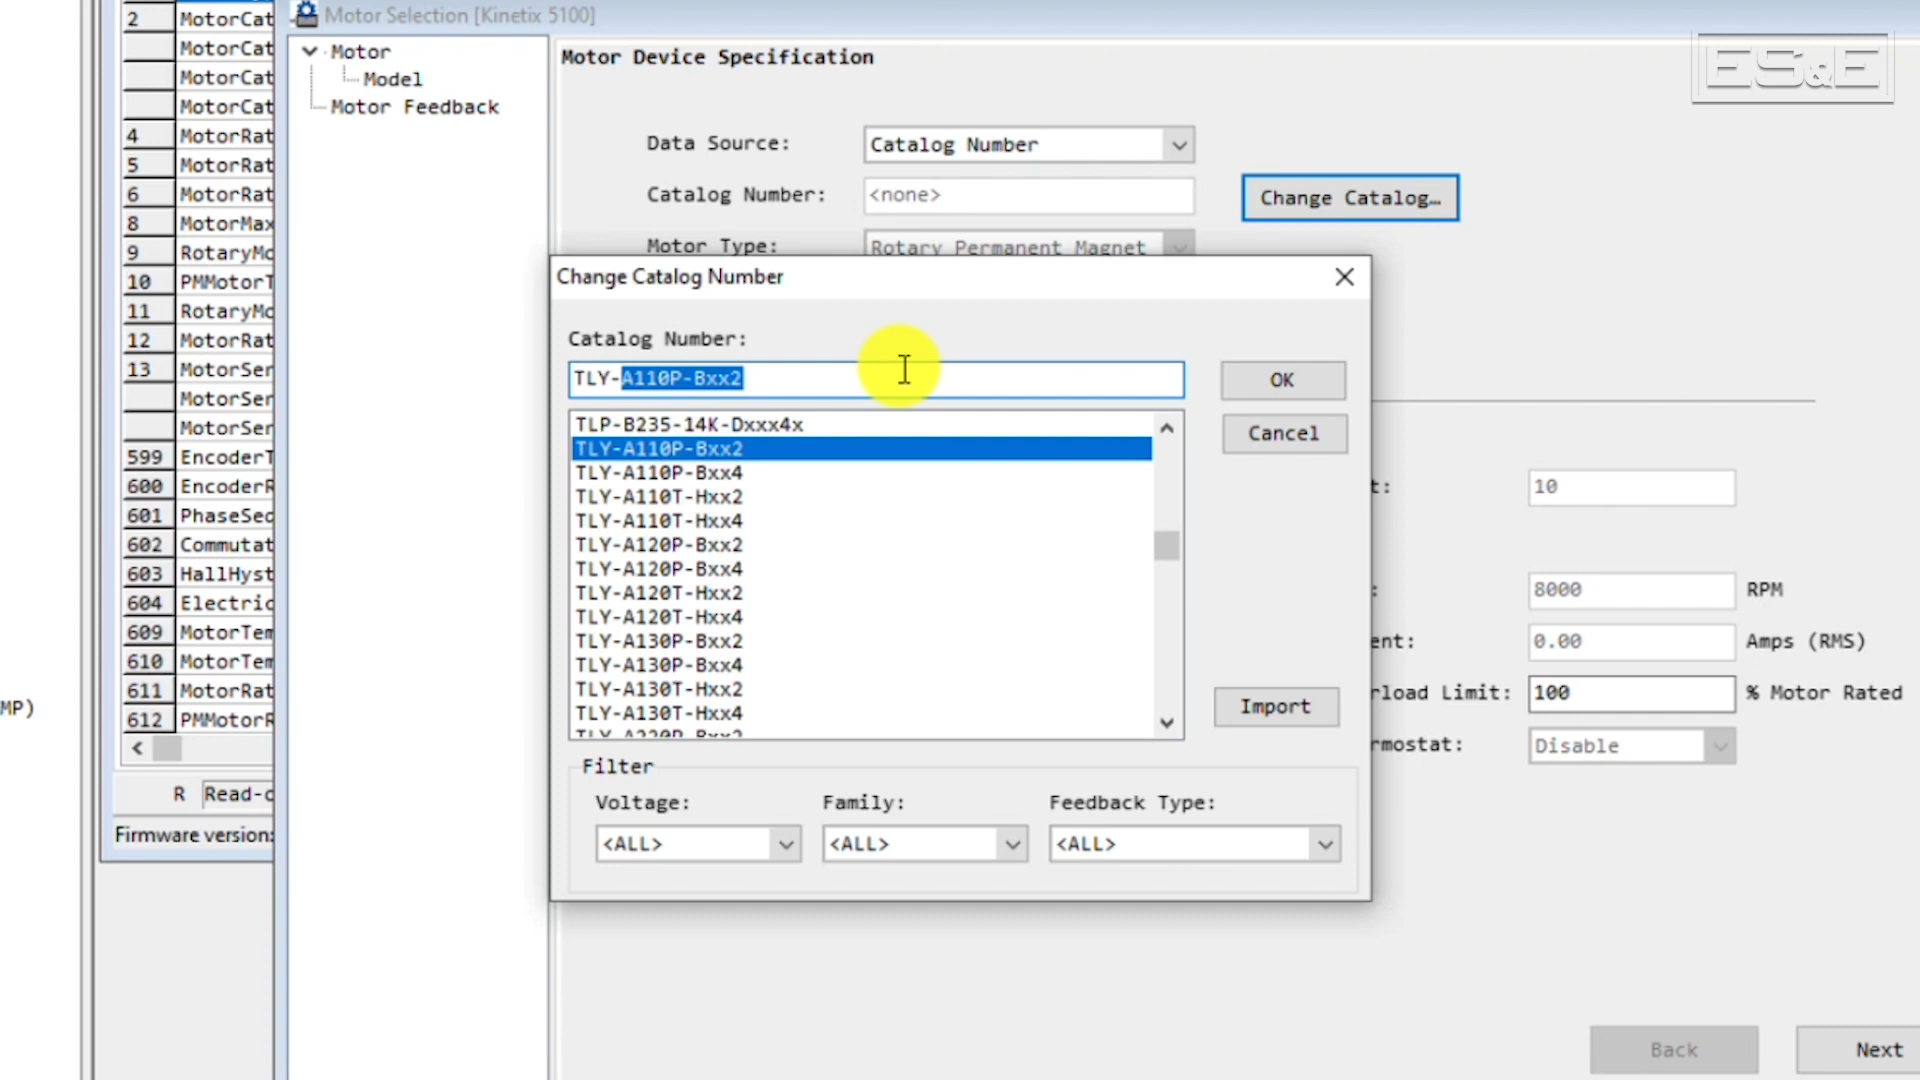 Motor Selection [Kinetix 5100]
ES&E
2 MotorCat
MotorCat
MotorCat
MotorCat
4 MotorRat
5 MotorRat
6 MotorRat
8 MotorMax
9 RotaryMo
10 PMMotorT
11 RotaryMo
12 MotorRat
13 MotorSer
MotorSer
MotorSer
599 EncoderT
600 EncoderR
601 PhaseSeq
602 Commutat
603 HallHyst
604 Electric
609 MotorTem
610 MotorTem
611 MotorRat
612 PMMotorR
MP)
R Read-o
Firmware version:
Motor
Model
Motor Feedback
Motor Device Specification
Data Source: Catalog Number
Catalog Number: <none> Change Catalog…
Motor Type: Rotary Permanent Magnet
Change Catalog Number
Catalog Number:
TLY-A110P-Bxx2
OK
Cancel
TLP-B235-14K-Dxxx4x
TLY-A110P-Bxx2
TLY-A110P-Bxx4
TLY-A110T-Hxx2
TLY-A110T-Hxx4
TLY-A120P-Bxx2
TLY-A120P-Bxx4
TLY-A120T-Hxx2
TLY-A120T-Hxx4
TLY-A130P-Bxx2
TLY-A130P-Bxx4
TLY-A130T-Hxx2
TLY-A130T-Hxx4
TLY-A220P-Bxx2
Import
Filter
Voltage: Family: Feedback Type:
<ALL> <ALL> <ALL>
t: 10
: 8000 RPM
ent: 0.00 Amps (RMS)
rload Limit: 100 % Motor Rated
rmostat: Disable
Back Next